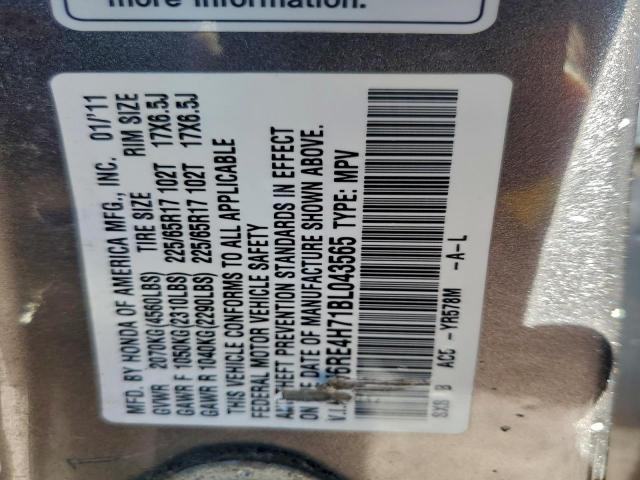 more information.
MFD. BY HONDA OF AMERICA MFG., INC. 01/'11
GVWR 2070KG(4560LBS) TIRE SIZE RIM SIZE
GAWR F 1050KG(2310LBS) 225/65R17 102T 17X6.5J
GAWR R 1040KG(2290LBS) 225/65R17 102T 17X6.5J
THIS VEHICLE CONFORMS TO ALL APPLICABLE
FEDERAL MOTOR VEHICLE SAFETY
THEFT PREVENTION STANDARDS IN EFFECT
ON THE DATE OF MANUFACTURE SHOWN ABOVE.
V.I. 6RE4H71BL043565 TYPE: MPV
SXS B AC5 -YR578M -A-L